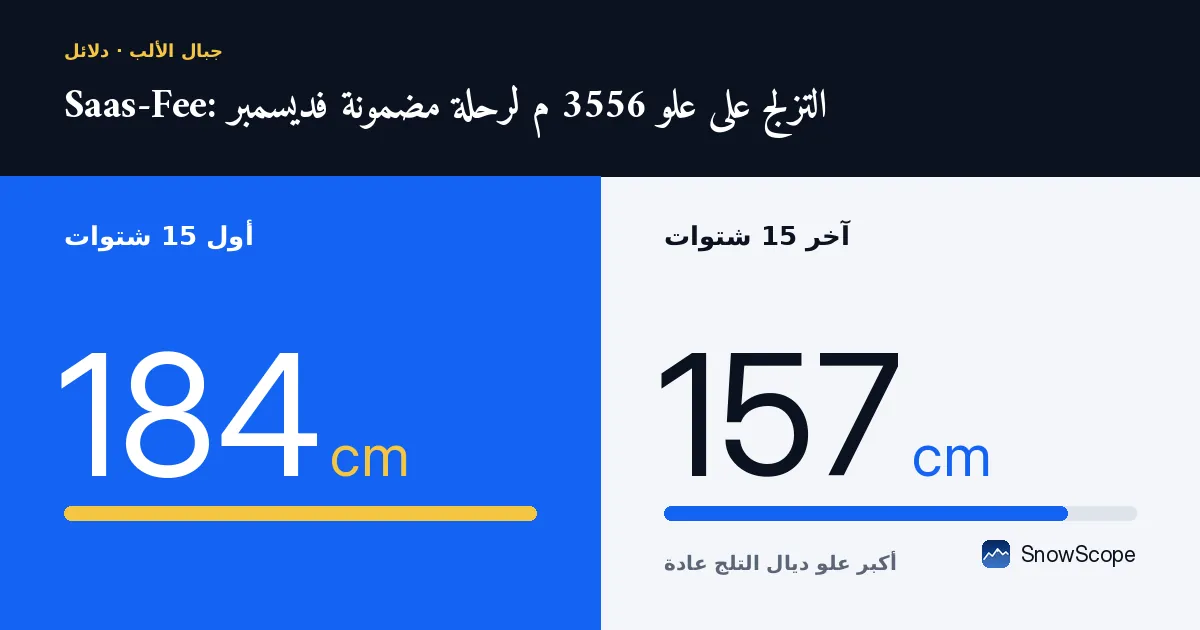 جبال الألب · دلائل
Saas-Fee: التزلج على علو 3556 م لرحلة مضمونة فديسمبر
أول 15 شتوات
184 cm
آخر 15 شتوات
157 cm
أكبر علو ديال الثلج عادة
SnowScope